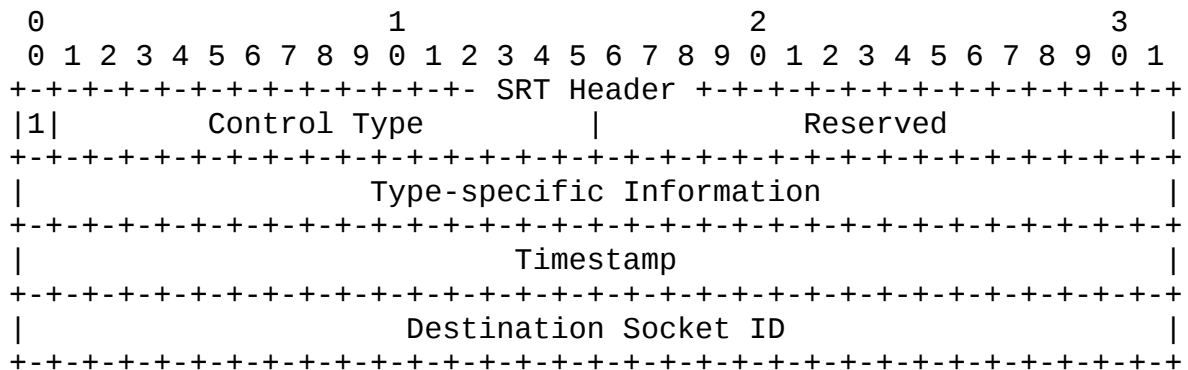 0                   1                   2                   3
 0 1 2 3 4 5 6 7 8 9 0 1 2 3 4 5 6 7 8 9 0 1 2 3 4 5 6 7 8 9 0 1
+-+-+-+-+-+-+-+-+-+-+-+-+- SRT Header +-+-+-+-+-+-+-+-+-+-+-+-+-+
|1|         Control Type        |            Reserved           |
+-+-+-+-+-+-+-+-+-+-+-+-+-+-+-+-+-+-+-+-+-+-+-+-+-+-+-+-+-+-+-+-+
|                   Type-specific Information                   |
+-+-+-+-+-+-+-+-+-+-+-+-+-+-+-+-+-+-+-+-+-+-+-+-+-+-+-+-+-+-+-+-+
|                           Timestamp                           |
+-+-+-+-+-+-+-+-+-+-+-+-+-+-+-+-+-+-+-+-+-+-+-+-+-+-+-+-+-+-+-+-+
|                     Destination Socket ID                     |
+-+-+-+-+-+-+-+-+-+-+-+-+-+-+-+-+-+-+-+-+-+-+-+-+-+-+-+-+-+-+-+-+